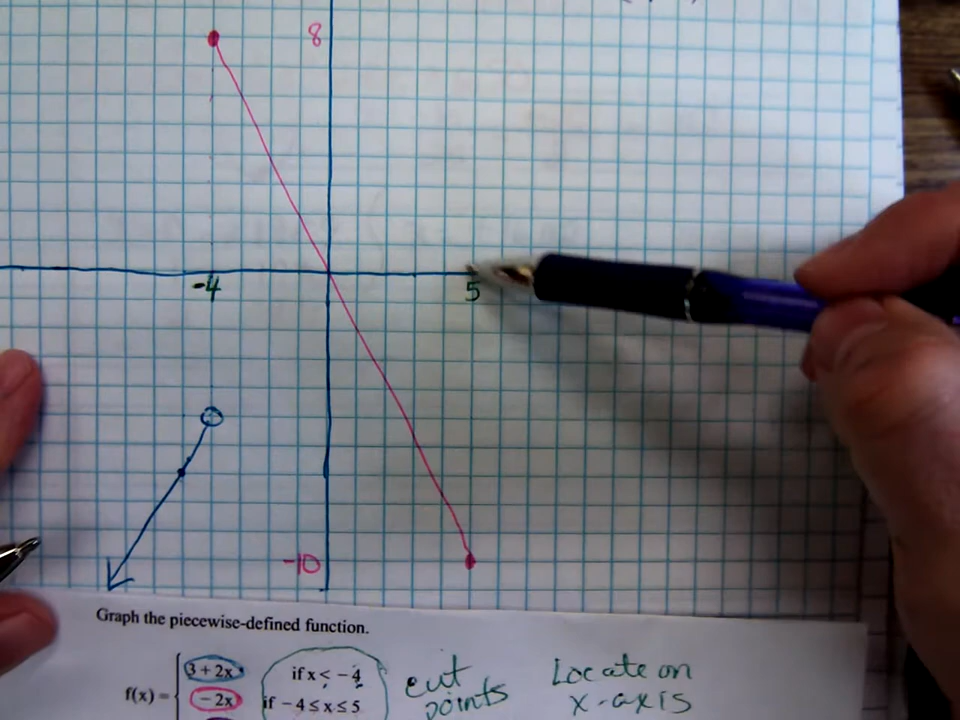 8
-4
5
-10
Graph the piecewise-defined function.
3 + 2x if x < -4 cut Locate on
f(x) = -2x if -4 ≤ x ≤ 5 points x-axis